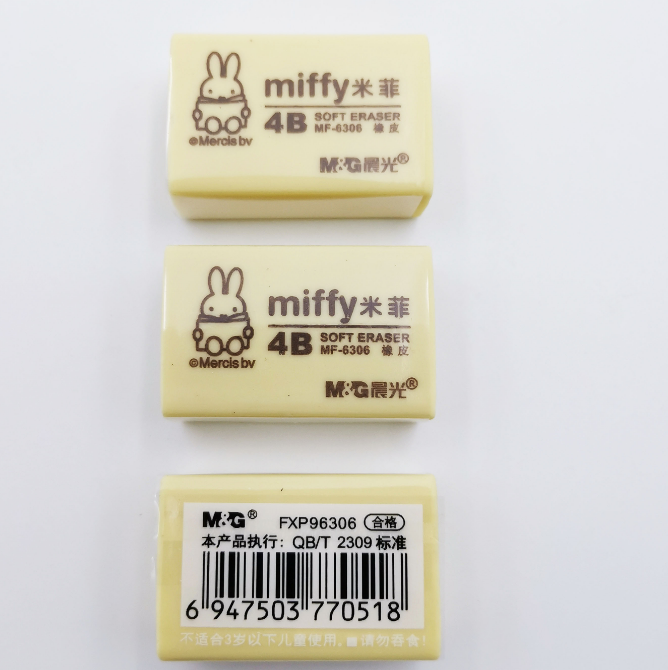 miffy米菲
4B SOFT ERASER
MF-6306 橡皮
©Mercis bv
M&G晨光®
miffy米菲
4B SOFT ERASER
MF-6306 橡皮
©Mercis bv
M&G晨光®
M&G® FXP96306 合格
本产品执行：QB/T 2309 标准
6 947503 770518
不适合3岁以下儿童使用。■请勿吞食！